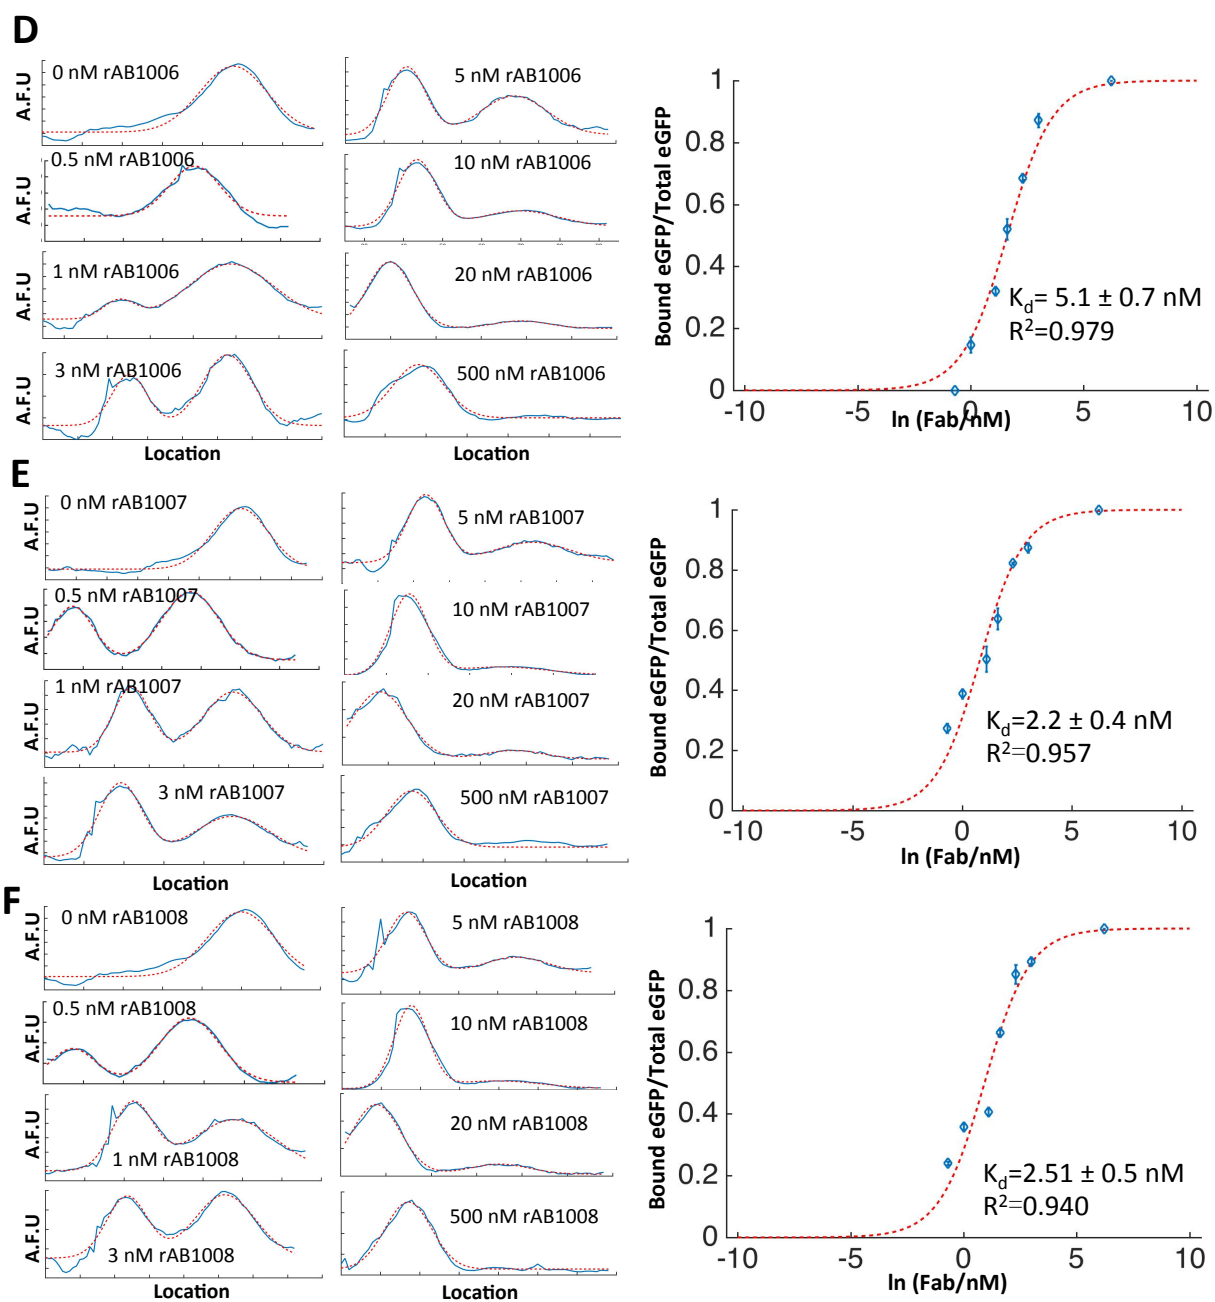 D
A.F.U
0 nM rAB1006
5 nM rAB1006
A.F.U
0.5 nM rAB1006
10 nM rAB1006
A.F.U
1 nM rAB1006
20 nM rAB1006
A.F.U
3 nM rAB1006
500 nM rAB1006
Location
Location
Bound eGFP/Total eGFP
1
0.8
0.6
0.4
0.2
0
Kd= 5.1 ± 0.7 nM
R²=0.979
-10
-5
0
5
10
ln (Fab/nM)
E
A.F.U
0 nM rAB1007
5 nM rAB1007
A.F.U
0.5 nM rAB1007
10 nM rAB1007
A.F.U
1 nM rAB1007
20 nM rAB1007
A.F.U
3 nM rAB1007
500 nM rAB1007
Location
Location
Bound eGFP/Total eGFP
1
0.8
0.6
0.4
0.2
0
Kd=2.2 ± 0.4 nM
R²=0.957
-10
-5
0
5
10
ln (Fab/nM)
F
A.F.U
0 nM rAB1008
5 nM rAB1008
A.F.U
0.5 nM rAB1008
10 nM rAB1008
A.F.U
1 nM rAB1008
20 nM rAB1008
A.F.U
3 nM rAB1008
500 nM rAB1008
Location
Location
Bound eGFP/Total eGFP
1
0.8
0.6
0.4
0.2
0
Kd=2.51 ± 0.5 nM
R²=0.940
-10
-5
0
5
10
ln (Fab/nM)